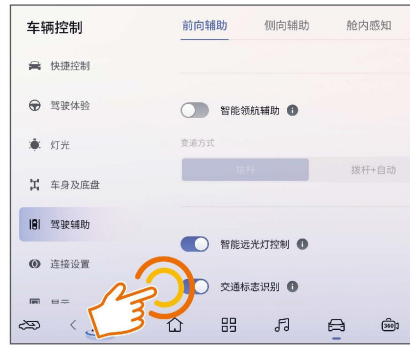 车辆控制
前向辅助 侧向辅助 舱内感知
快捷控制
驾驶体验
智能领航辅助
灯光
变道方式
拨杆 拨杆+自动
车身及底盘
驾驶辅助
智能远光灯控制
连接设置
交通标志识别
显示
360